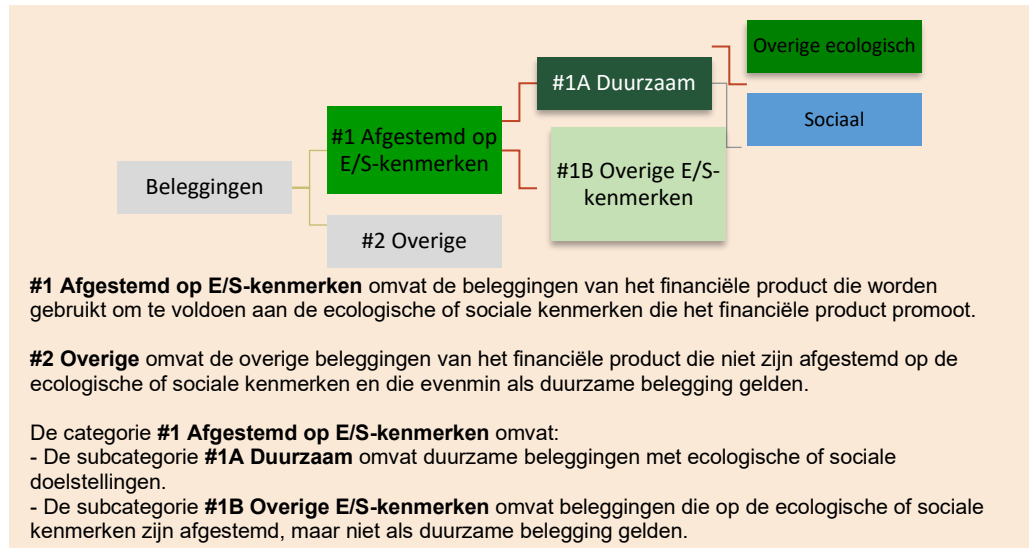 Overige ecologisch
#1A Duurzaam
Sociaal
#1 Afgestemd op
E/S-kenmerken
#1B Overige E/S-
kenmerken
Beleggingen
#2 Overige
#1 Afgestemd op E/S-kenmerken omvat de beleggingen van het financiële product die worden
gebruikt om te voldoen aan de ecologische of sociale kenmerken die het financiële product promoot.
#2 Overige omvat de overige beleggingen van het financiële product die niet zijn afgestemd op de
ecologische of sociale kenmerken en die evenmin als duurzame belegging gelden.
De categorie #1 Afgestemd op E/S-kenmerken omvat:
- De subcategorie #1A Duurzaam omvat duurzame beleggingen met ecologische of sociale
doelstellingen.
- De subcategorie #1B Overige E/S-kenmerken omvat beleggingen die op de ecologische of sociale
kenmerken zijn afgestemd, maar niet als duurzame belegging gelden.